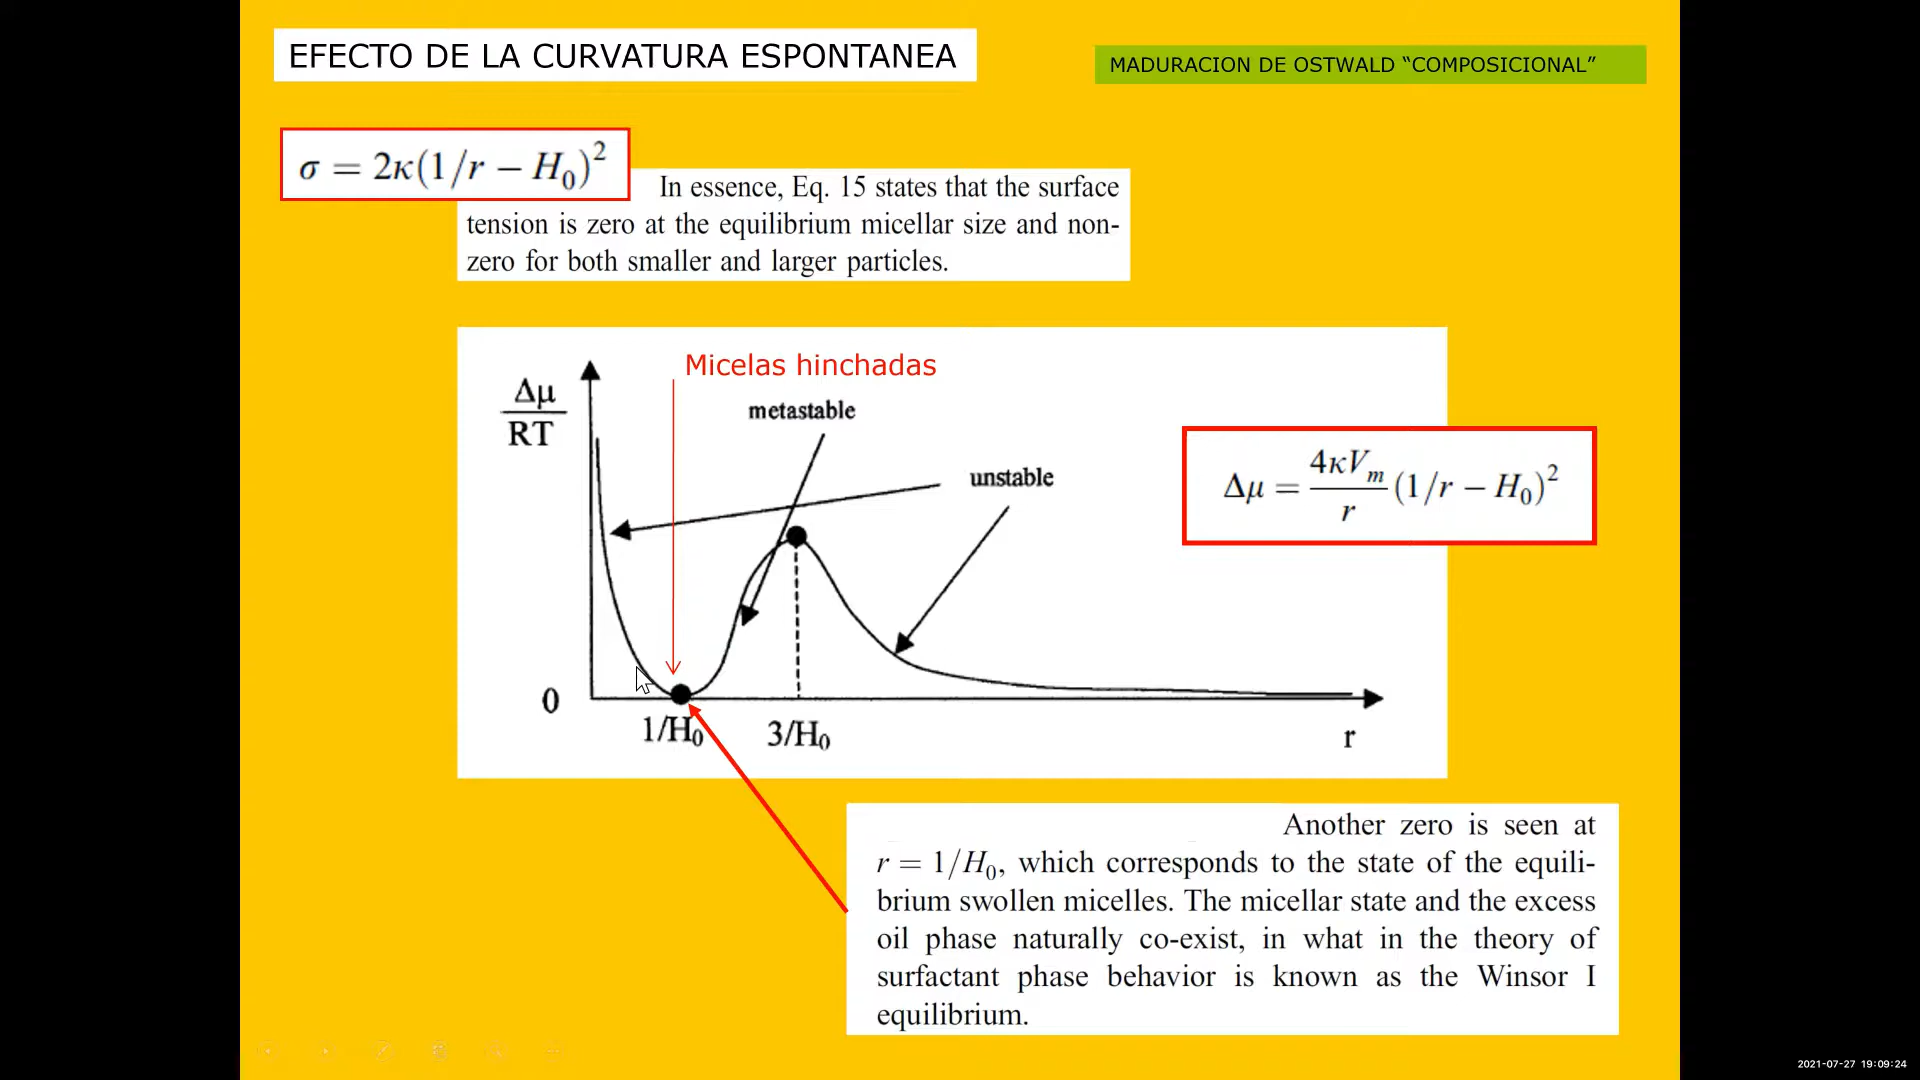 EFECTO DE LA CURVATURA ESPONTANEA
MADURACION DE OSTWALD “COMPOSICIONAL”
σ = 2κ(1/r − H₀)²
In essence, Eq. 15 states that the surface
tension is zero at the equilibrium micellar size and non-
zero for both smaller and larger particles.
Micelas hinchadas
Δμ
RT
metastable
unstable
Δμ = 4κVₘ/r (1/r − H₀)²
0
1/H₀
3/H₀
r
Another zero is seen at
r = 1/H₀, which corresponds to the state of the equili-
brium swollen micelles. The micellar state and the excess
oil phase naturally co-exist, in what in the theory of
surfactant phase behavior is known as the Winsor I
equilibrium.
2021-07-27 19:09:24